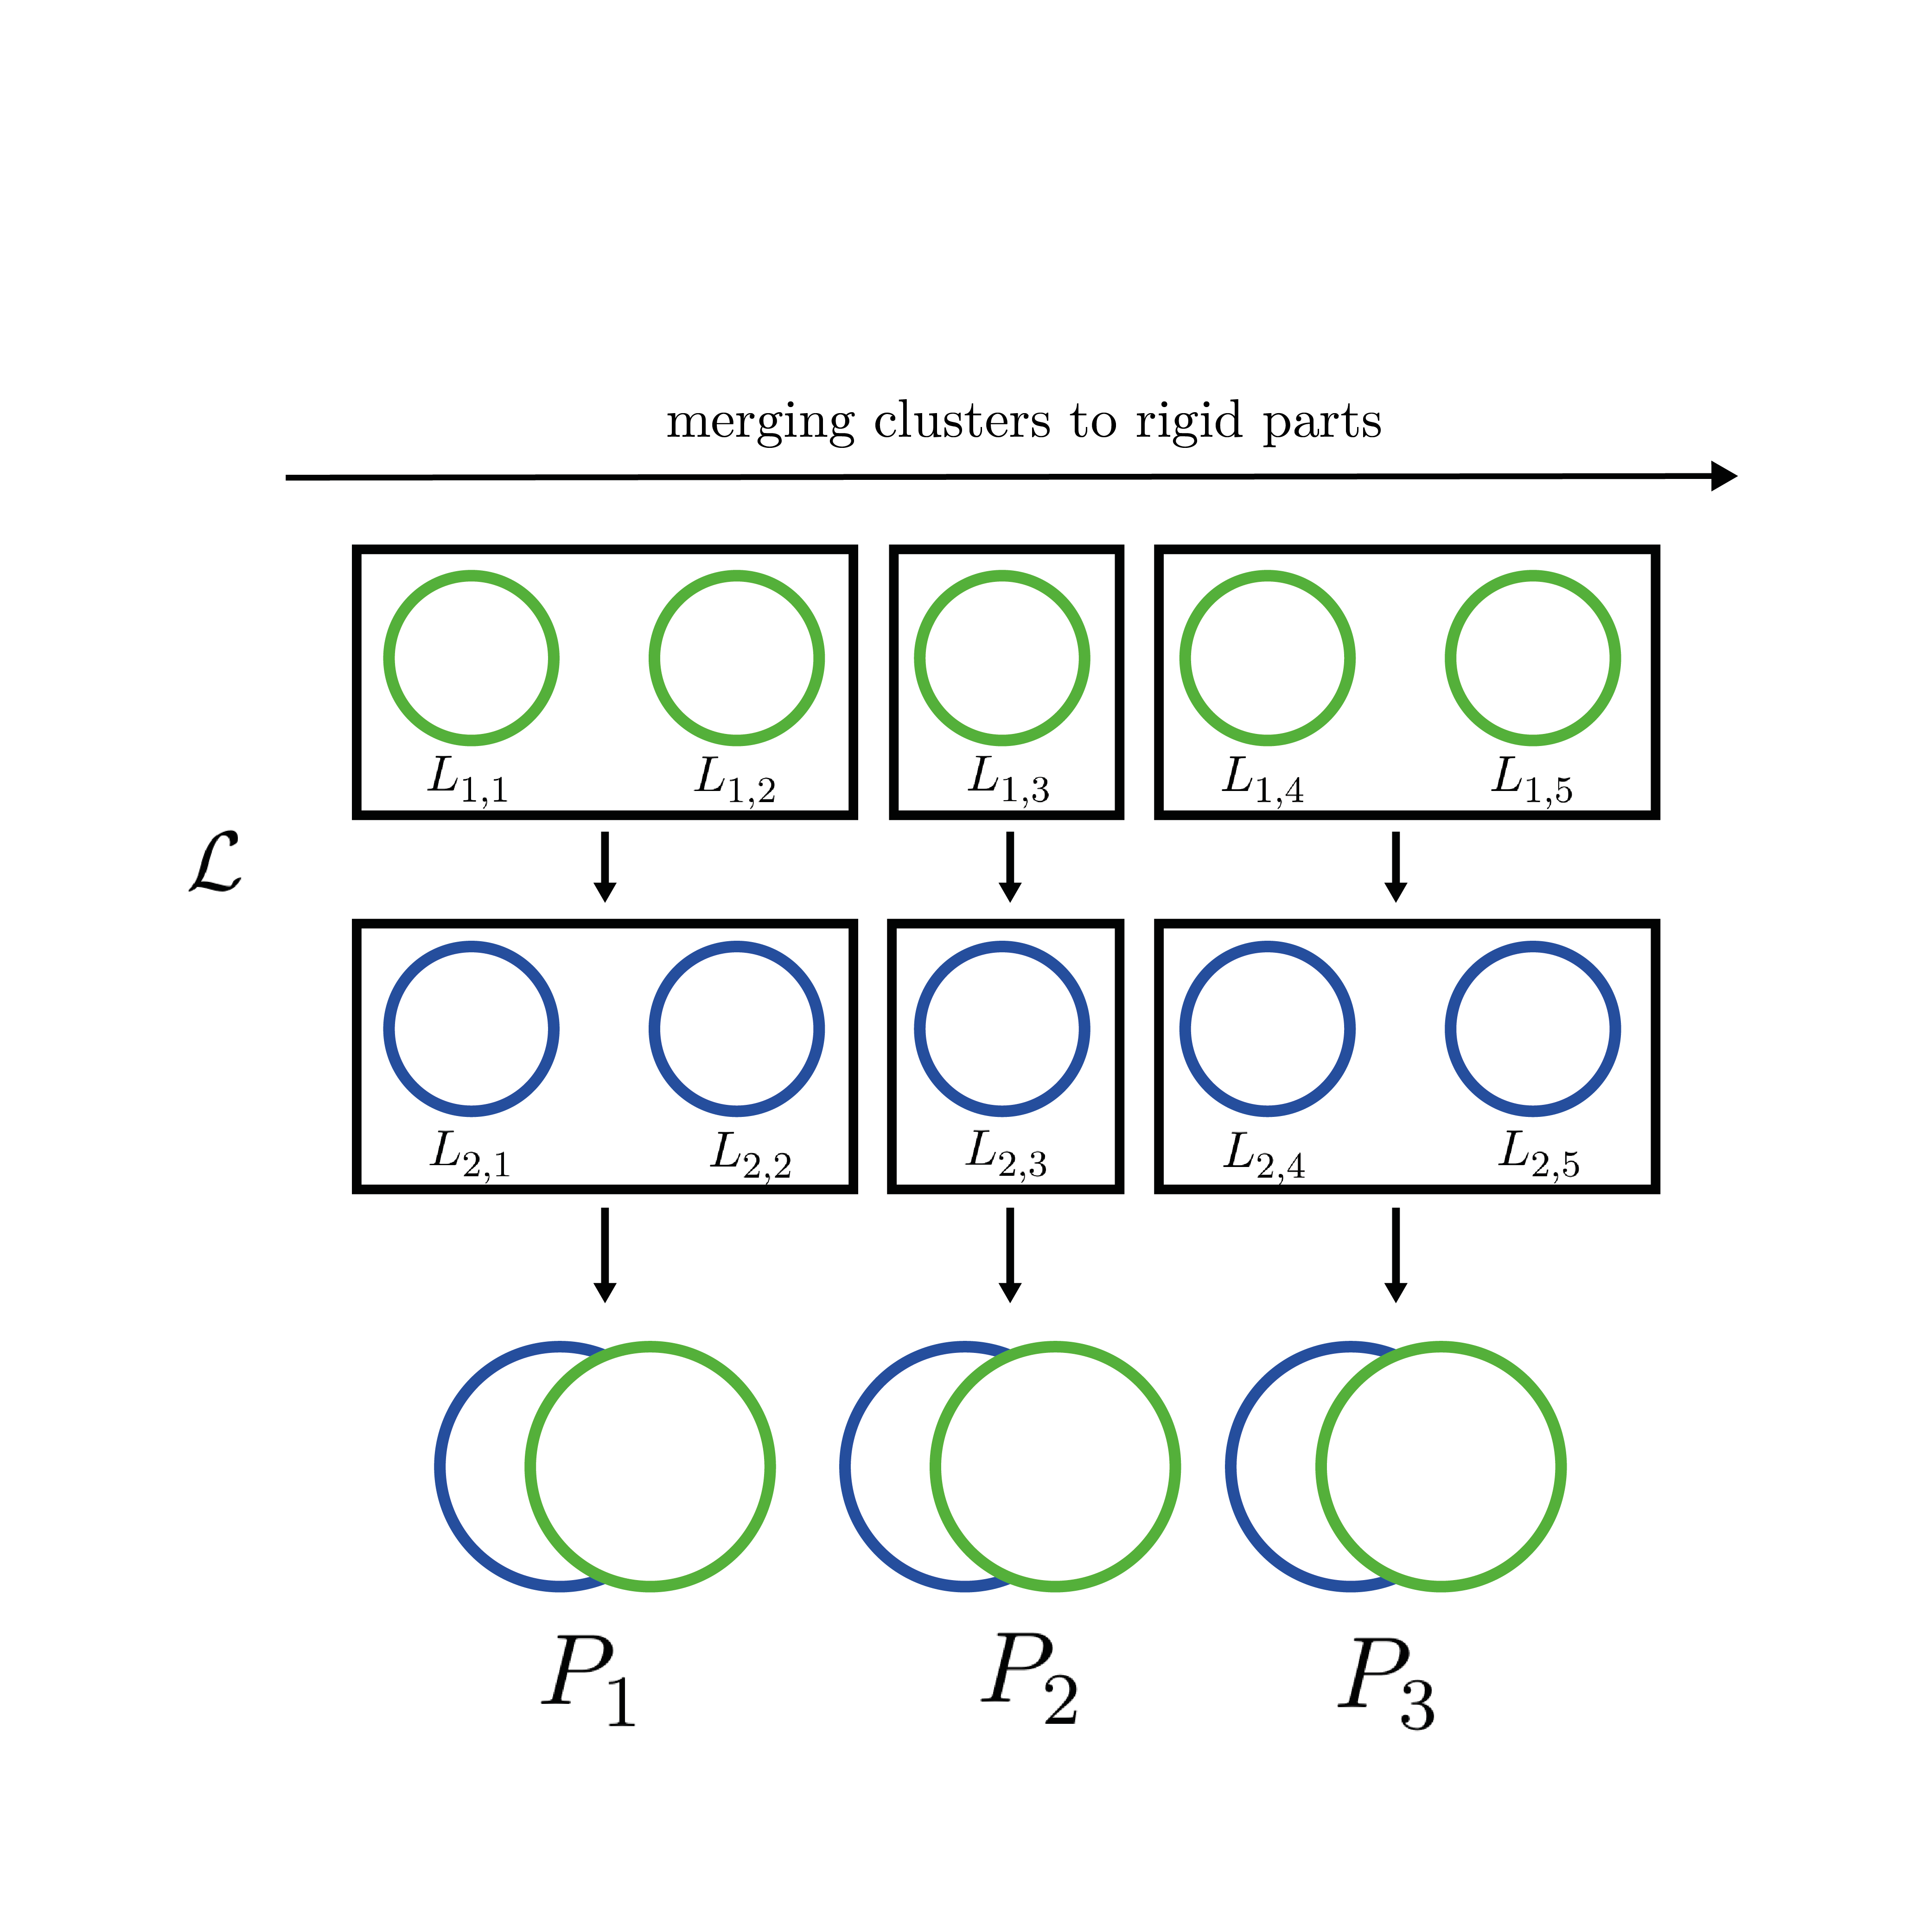 merging clusters to rigid parts
L_{1,1} L_{1,2} L_{1,3} L_{1,4} L_{1,5}
ℒ
L_{2,1} L_{2,2} L_{2,3} L_{2,4} L_{2,5}
P_1 P_2 P_3